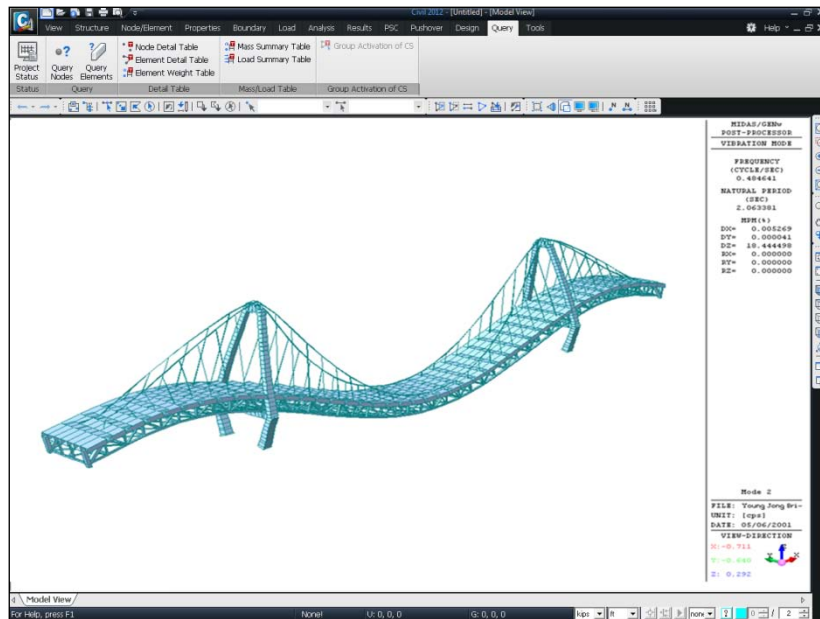 Civil 2012 - [Untitled] - [Model View]
View Structure Node/Element Properties Boundary Load Analysis Results PSC Pushover Design Query Tools Help
Project Status
Query Nodes
Query Elements
Node Detail Table
Element Detail Table
Element Weight Table
Mass Summary Table
Load Summary Table
Group Activation of CS
Status Query Detail Table Mass/Load Table Group Activation of CS
MIDAS/GENw
POST-PROCESSOR
VIBRATION MODE
FREQUENCY
(CYCLE/SEC)
0.484641
NATURAL PERIOD
(SEC)
2.063381
MPM(%)
DX= 0.005269
DY= 0.000041
DZ= 18.444498
RX= 0.000000
RY= 0.000000
RZ= 0.000000
Mode 2
FILE: Young Jong Bri~
UNIT: [cps]
DATE: 05/06/2001
VIEW-DIRECTION
X:-0.711
Z: 0.292
Model View
For Help, press F1 None! U: 0, 0, 0 G: 0, 0, 0 kips ft 0 / 2